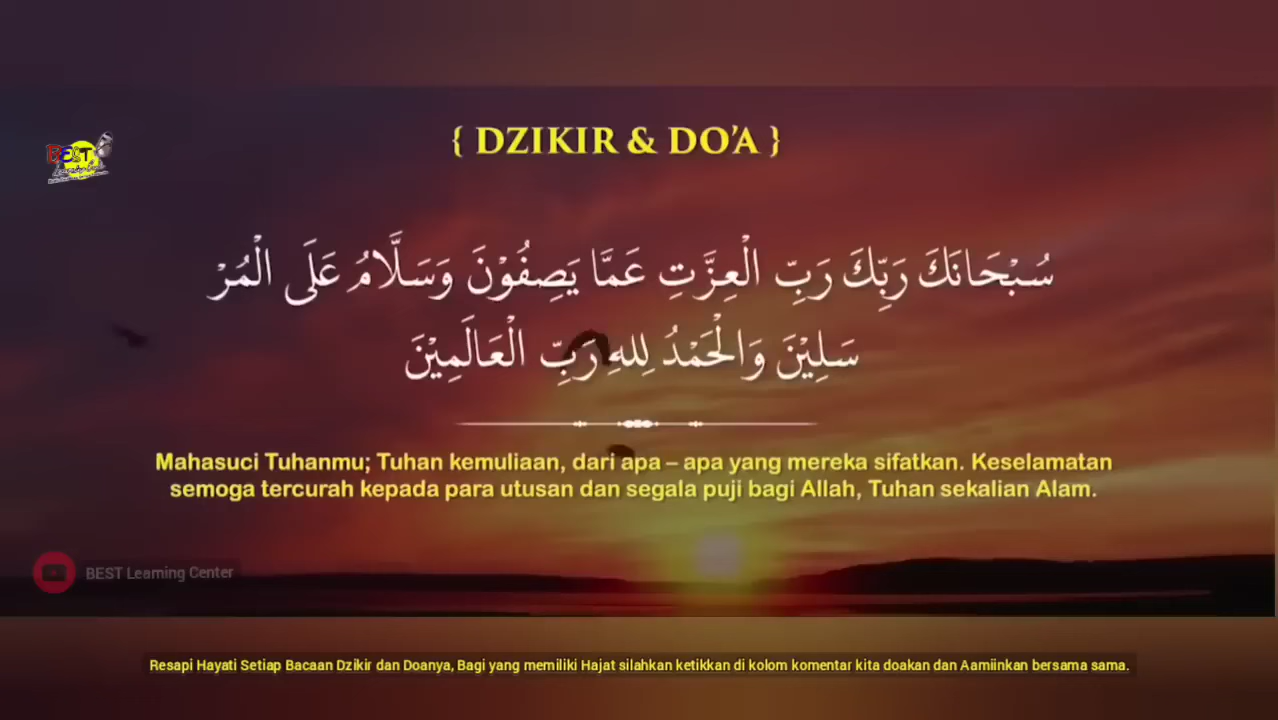 { DZIKIR & DO’A }
BEST
سُبْحَانَكَ رَبِّكَ رَبِّ الْعِزَّتِ عَمَّا يَصِفُوْنَ وَسَلَّامُ عَلَى الْمُرْ
سَلِيْنَ وَالْحَمْدُ لِلهِ رَبِّ الْعَالَمِيْنَ
Mahasuci Tuhanmu; Tuhan kemuliaan, dari apa – apa yang mereka sifatkan. Keselamatan
semoga tercurah kepada para utusan dan segala puji bagi Allah, Tuhan sekalian Alam.
BEST Learning Center
Resapi Hayati Setiap Bacaan Dzikir dan Doanya, Bagi yang memiliki Hajat silahkan ketikkan di kolom komentar kita doakan dan Aamiinkan bersama sama.